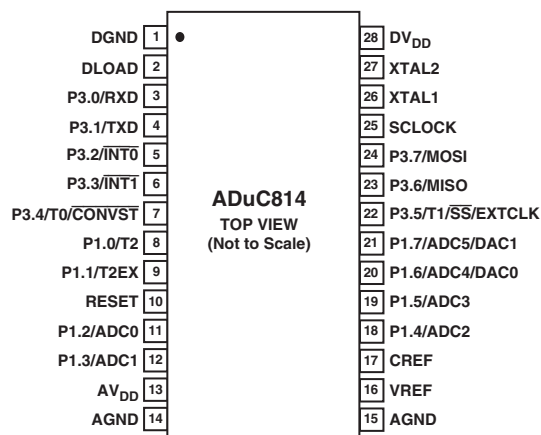 DGND 1
DLOAD 2
P3.0/RXD 3
P3.1/TXD 4
P3.2/INT0 5
P3.3/INT1 6
P3.4/T0/CONVST 7
P1.0/T2 8
P1.1/T2EX 9
RESET 10
P1.2/ADC0 11
P1.3/ADC1 12
AVDD 13
AGND 14
ADuC814
TOP VIEW
(Not to Scale)
28 DVDD
27 XTAL2
26 XTAL1
25 SCLOCK
24 P3.7/MOSI
23 P3.6/MISO
22 P3.5/T1/SS/EXTCLK
21 P1.7/ADC5/DAC1
20 P1.6/ADC4/DAC0
19 P1.5/ADC3
18 P1.4/ADC2
17 CREF
16 VREF
15 AGND